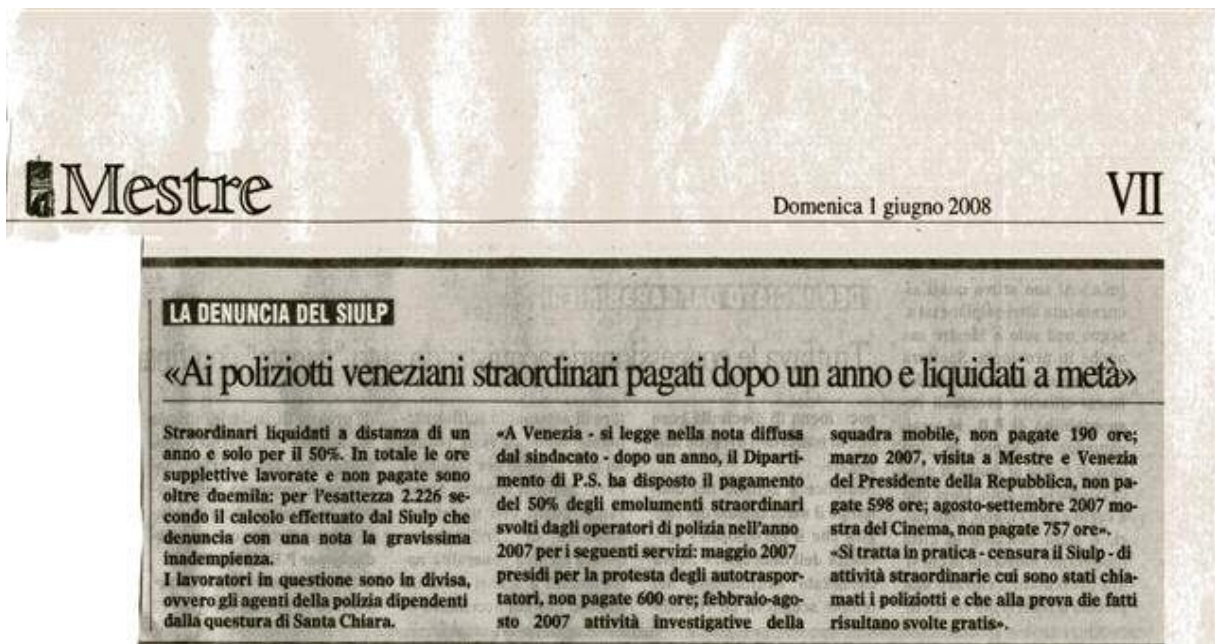 Mestre
Domenica 1 giugno 2008
VII
LA DENUNCIA DEL SIULP
«Ai poliziotti veneziani straordinari pagati dopo un anno e liquidati a metà»
Straordinari liquidati a distanza di un
anno e solo per il 50%. In totale le ore
supplettive lavorate e non pagate sono
oltre duemila: per l'esattezza 2.226 se-
condo il calcolo effettuato dal Siulp che
denuncia con una nota la gravissima
inadempienza.
I lavoratori in questione sono in divisa,
ovvero gli agenti della polizia dipendenti
dalla questura di Santa Chiara.
«A Venezia - si legge nella nota diffusa
dal sindacato - dopo un anno, il Diparti-
mento di P.S. ha disposto il pagamento
del 50% degli emolumenti straordinari
svolti dagli operatori di polizia nell'anno
2007 per i seguenti servizi: maggio 2007
presidi per la protesta degli autotraspor-
tatori, non pagate 600 ore; febbraio-ago-
sto 2007 attività investigative della
squadra mobile, non pagate 190 ore;
marzo 2007, visita a Mestre e Venezia
del Presidente della Repubblica, non pa-
gate 598 ore; agosto-settembre 2007 mo-
stra del Cinema, non pagate 757 ore».
«Si tratta in pratica - censura il Siulp - di
attività straordinarie cui sono stati chia-
mati i poliziotti e che alla prova die fatti
risultano svolte gratis».